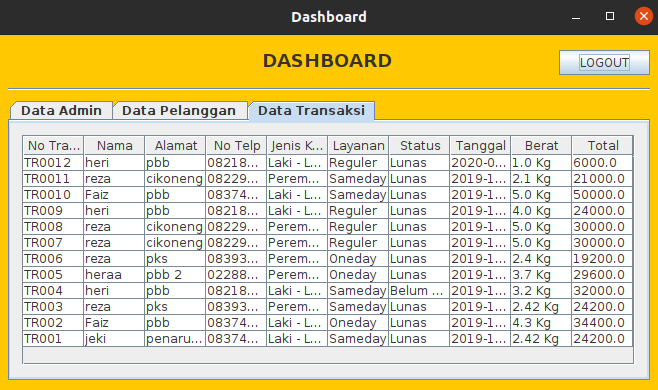 Dashboard
DASHBOARD
LOGOUT
Data Admin Data Pelanggan Data Transaksi
No Tra... Nama Alamat No Telp Jenis K... Layanan Status Tanggal Berat Total
TR0012 heri pbb 08218... Laki - L... Reguler Lunas 2020-0... 1.0 Kg 6000.0
TR0011 reza cikoneng 08229... Perem... Sameday Lunas 2019-1... 2.1 Kg 21000.0
TR0010 Faiz pbb 08374... Laki - L... Sameday Lunas 2019-1... 5.0 Kg 50000.0
TR009 heri pbb 08218... Laki - L... Reguler Lunas 2019-1... 4.0 Kg 24000.0
TR008 reza cikoneng 08229... Perem... Reguler Lunas 2019-1... 5.0 Kg 30000.0
TR007 reza cikoneng 08229... Perem... Reguler Lunas 2019-1... 5.0 Kg 30000.0
TR006 reza pks 08393... Perem... Oneday Lunas 2019-1... 2.4 Kg 19200.0
TR005 heraa pbb 2 02288... Perem... Oneday Lunas 2019-1... 3.7 Kg 29600.0
TR004 heri pbb 08218... Laki - L... Sameday Belum ... 2019-1... 3.2 Kg 32000.0
TR003 reza pks 08393... Perem... Sameday Lunas 2019-1... 2.42 Kg 24200.0
TR002 Faiz pbb 08374... Laki - L... Oneday Lunas 2019-1... 4.3 Kg 34400.0
TR001 jeki penaru... 08374... Laki - L... Sameday Lunas 2019-1... 2.42 Kg 24200.0